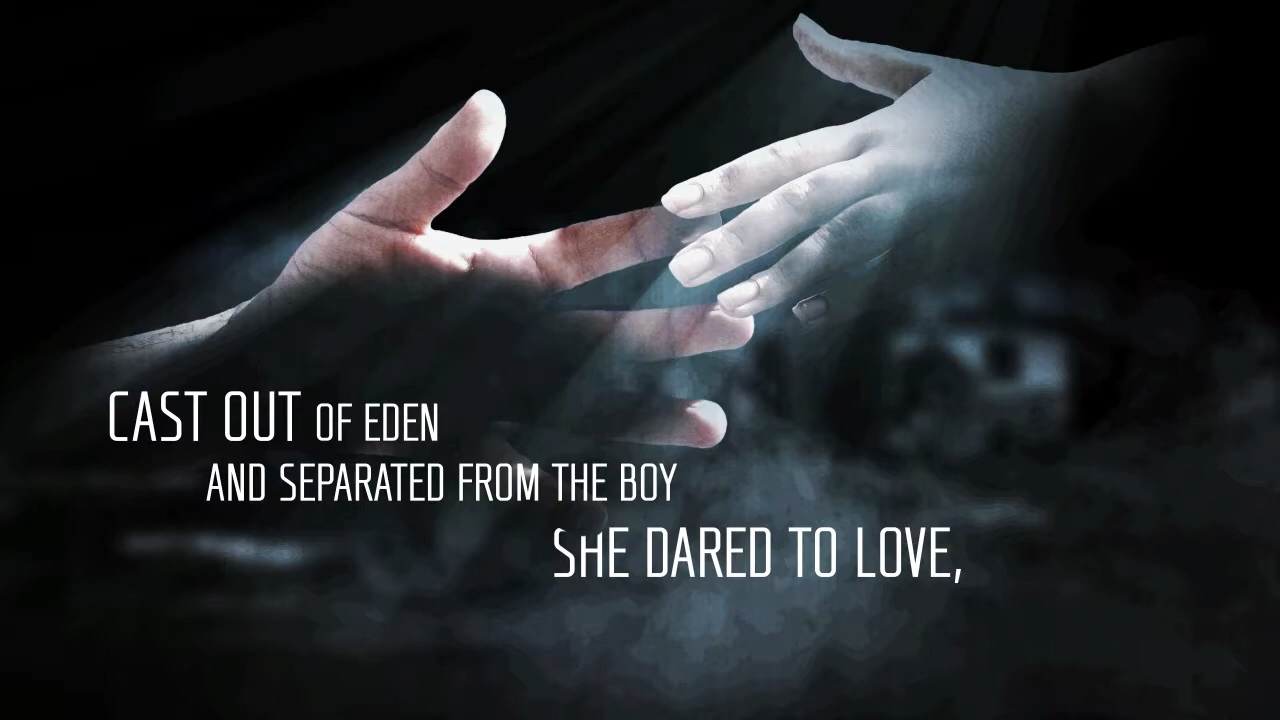 CAST OUT OF EDEN
AND SEPARATED FROM THE BOY
SHE DARED TO LOVE,